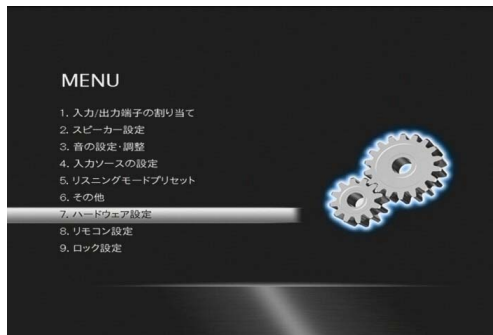 MENU
1. 入力/出力端子の割り当て
2. スピーカー設定
3. 音の設定・調整
4. 入力ソースの設定
5. リスニングモードプリセット
6. その他
7. ハードウェア設定
8. リモコン設定
9. ロック設定